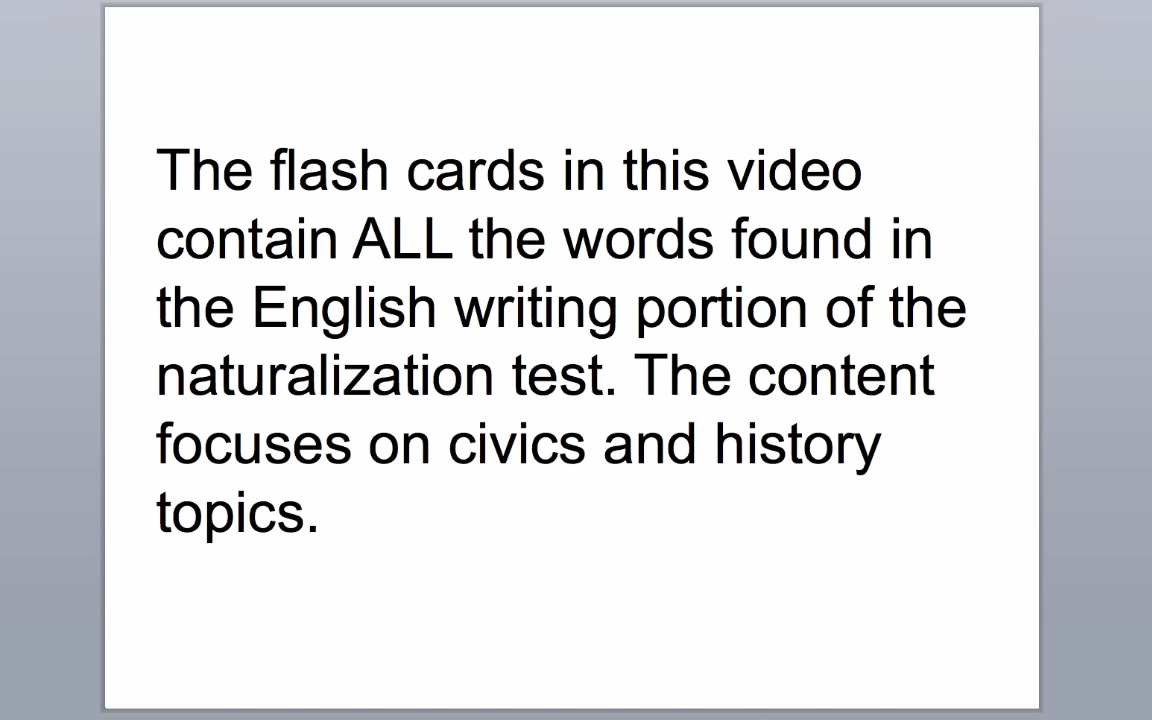 The flash cards in this video
contain ALL the words found in
the English writing portion of the
naturalization test. The content
focuses on civics and history
topics.